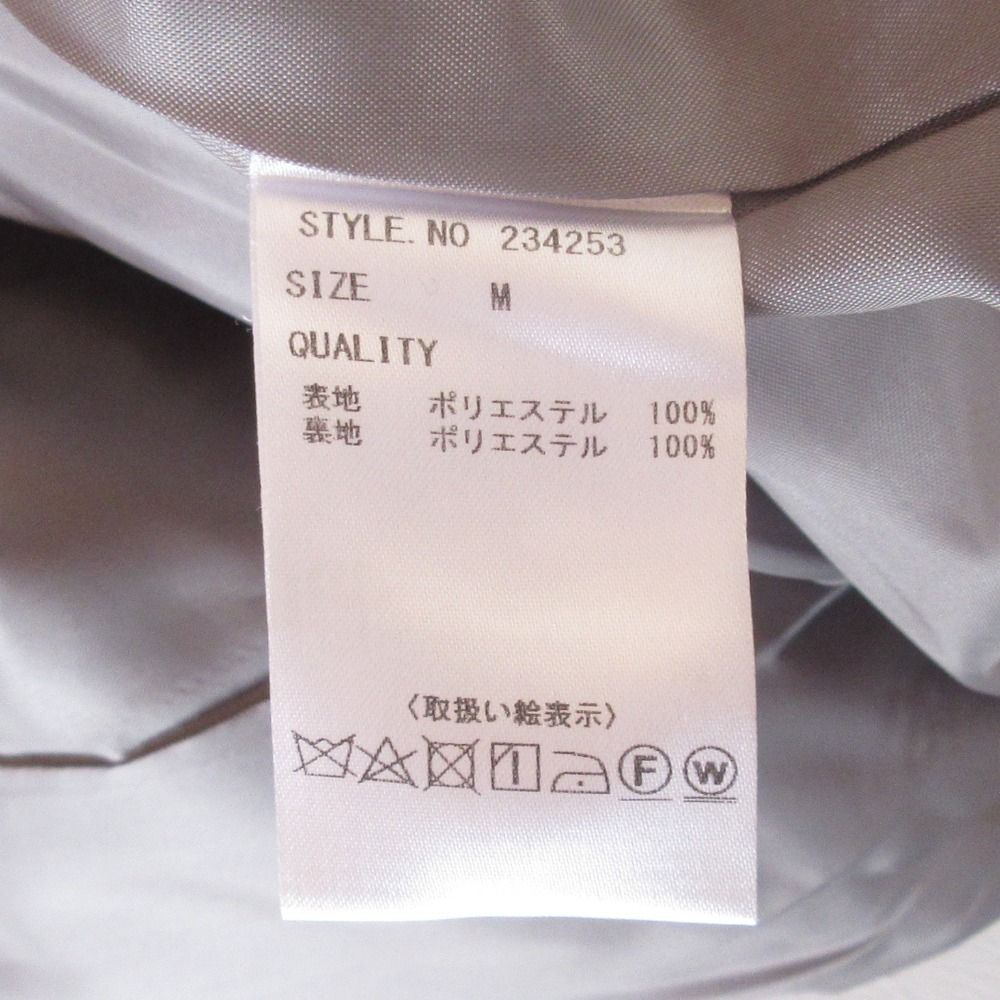 STYLE.NO 234253
SIZE M
QUALITY
表地 ポリエステル 100%
裏地 ポリエステル 100%
〈取扱い絵表示〉
F W